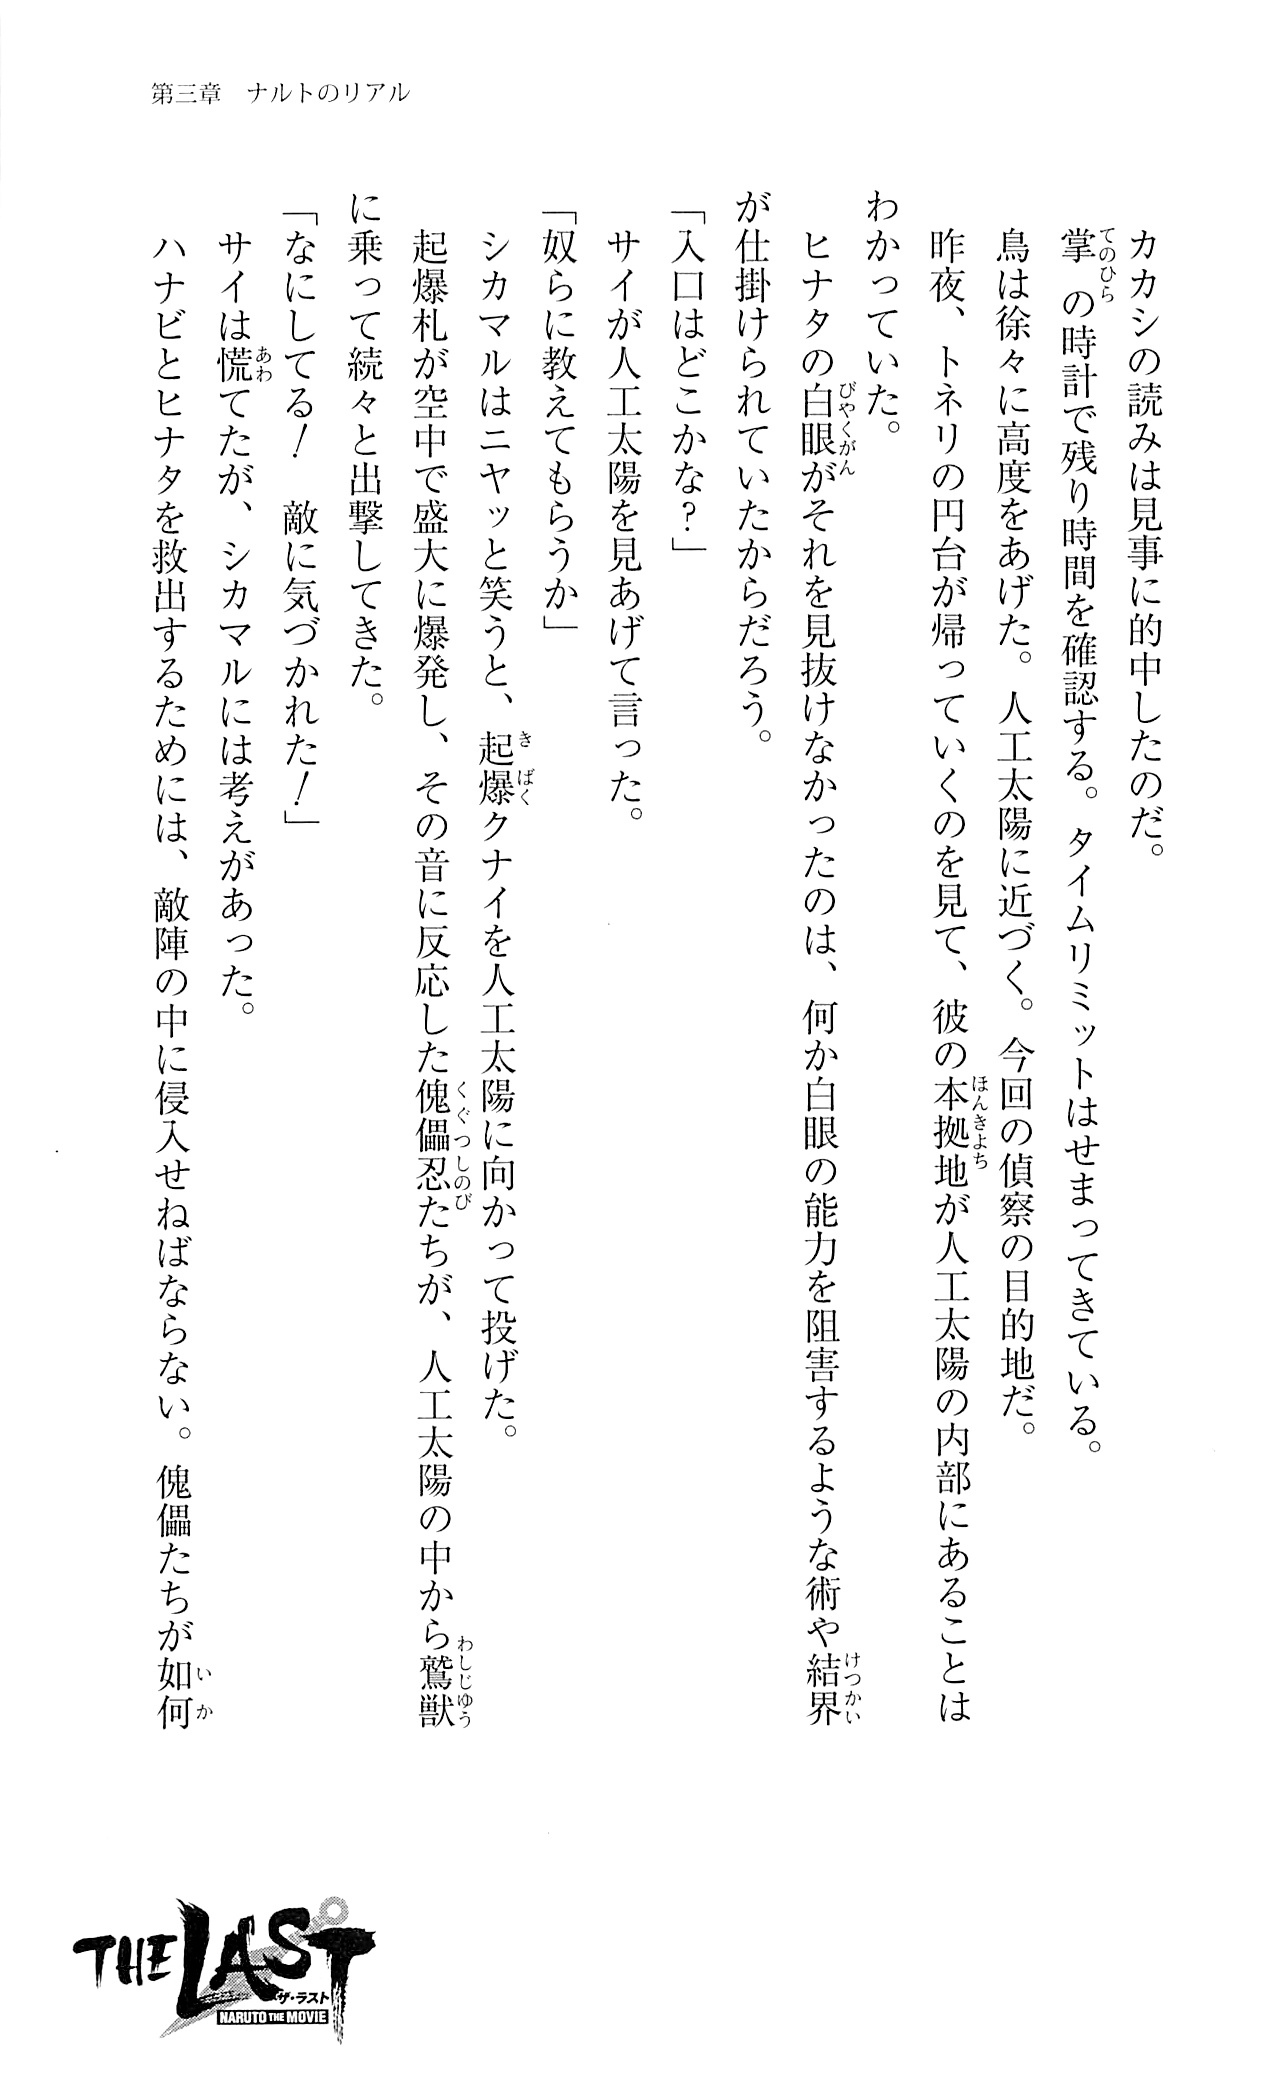 第三章　ナルトのリアル
カカシの読みは見事に的中したのだ。
掌の時計で残り時間を確認する。タイムリミットはせまってきている。
鳥は徐々に高度をあげた。人工太陽に近づく。今回の偵察の目的地だ。
昨夜、トネリの円台が帰っていくのを見て、彼の本拠地が人工太陽の内部にあることは
わかっていた。
ヒナタの白眼がそれを見抜けなかったのは、何か白眼の能力を阻害するような術や結界
が仕掛けられていたからだろう。
「入口はどこかな？」
サイが人工太陽を見あげて言った。
「奴らに教えてもらうか」
シカマルはニヤッと笑うと、起爆クナイを人工太陽に向かって投げた。
起爆札が空中で盛大に爆発し、その音に反応した傀儡忍たちが、人工太陽の中から鷲獣
に乗って続々と出撃してきた。
「なにしてる！　敵に気づかれた！」
サイは慌てたが、シカマルには考えがあった。
ハナビとヒナタを救出するためには、敵陣の中に侵入せねばならない。傀儡たちが如何
THE LAST
ザ・ラスト
NARUTO THE MOVIE